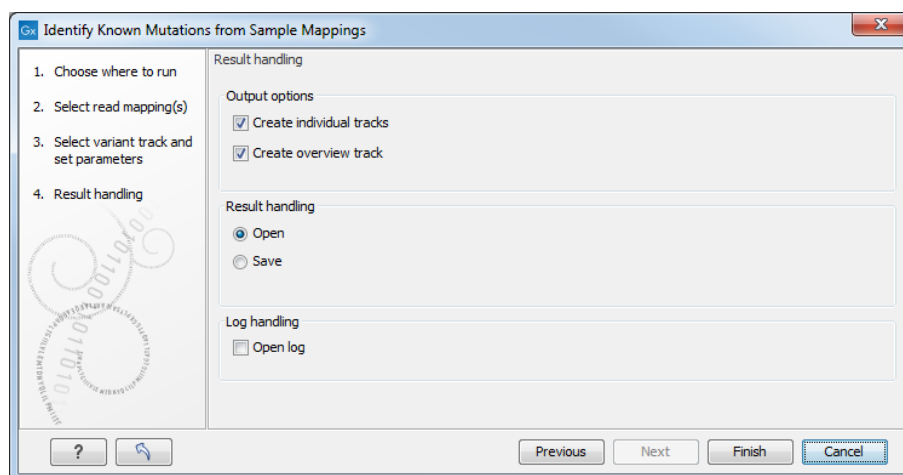 Gx Identify Known Mutations from Sample Mappings
1. Choose where to run
2. Select read mapping(s)
3. Select variant track and
set parameters
4. Result handling
Result handling
Output options
Create individual tracks
Create overview track
Result handling
Open
Save
Log handling
Open log
?
Previous
Next
Finish
Cancel